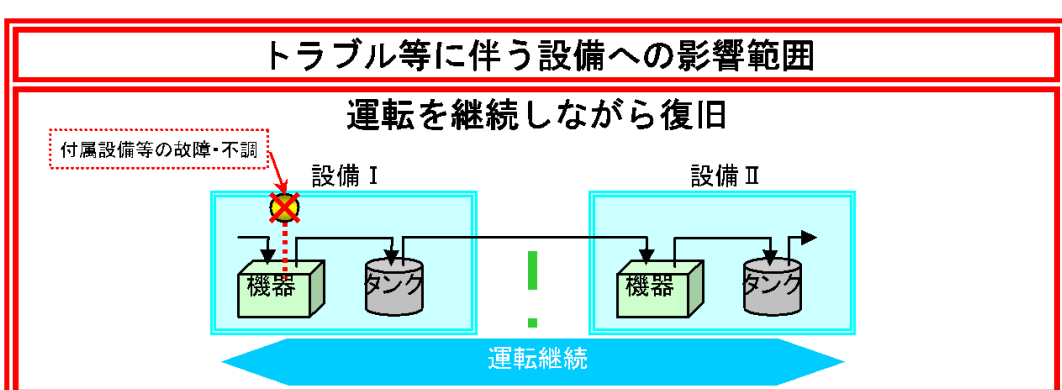 トラブル等に伴う設備への影響範囲
運転を継続しながら復旧
付属設備等の故障・不調
設備Ⅰ
設備Ⅱ
機器
タンク
機器
タンク
運転継続